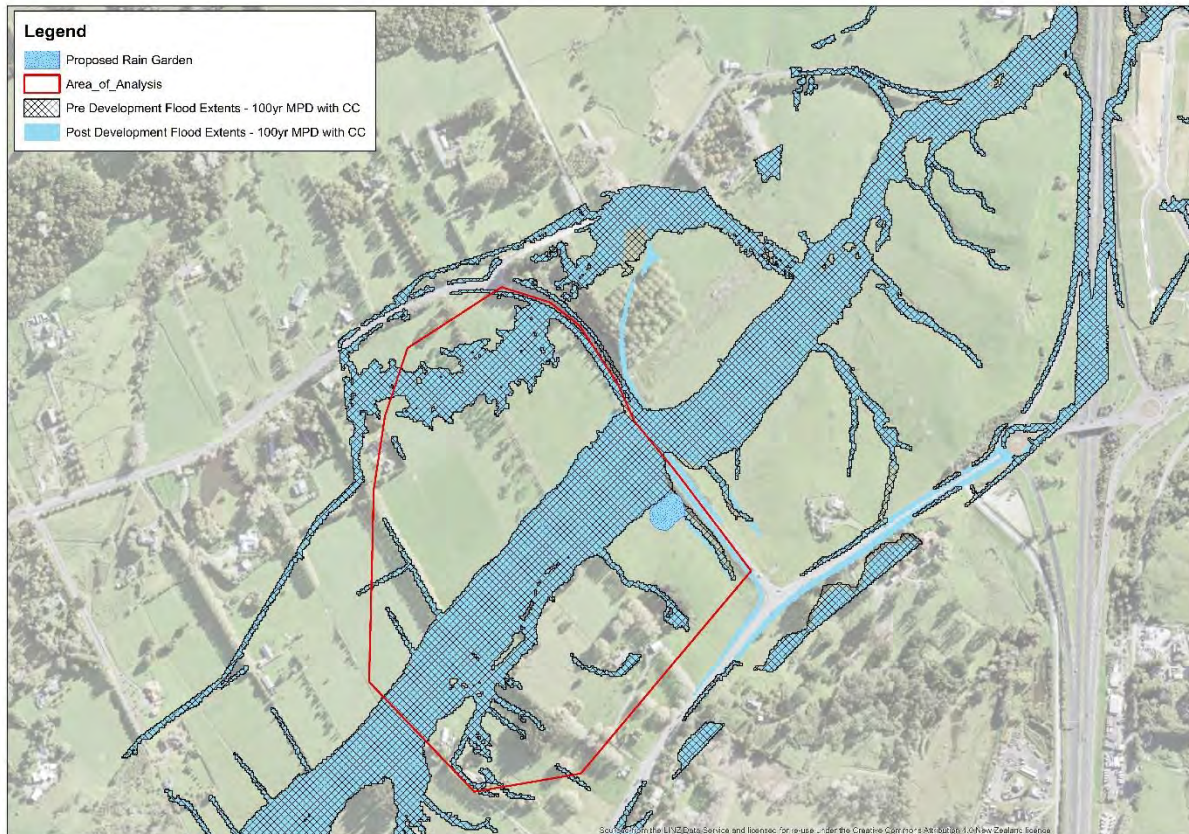 Legend
Proposed Rain Garden
Area_of_Analysis
Pre Development Flood Extents - 100yr MPD with CC
Post Development Flood Extents - 100yr MPD with CC
Sourced from the LINZ Data Service and licensed for re-use under the Creative Commons Attribution 4.0 New Zealand licence